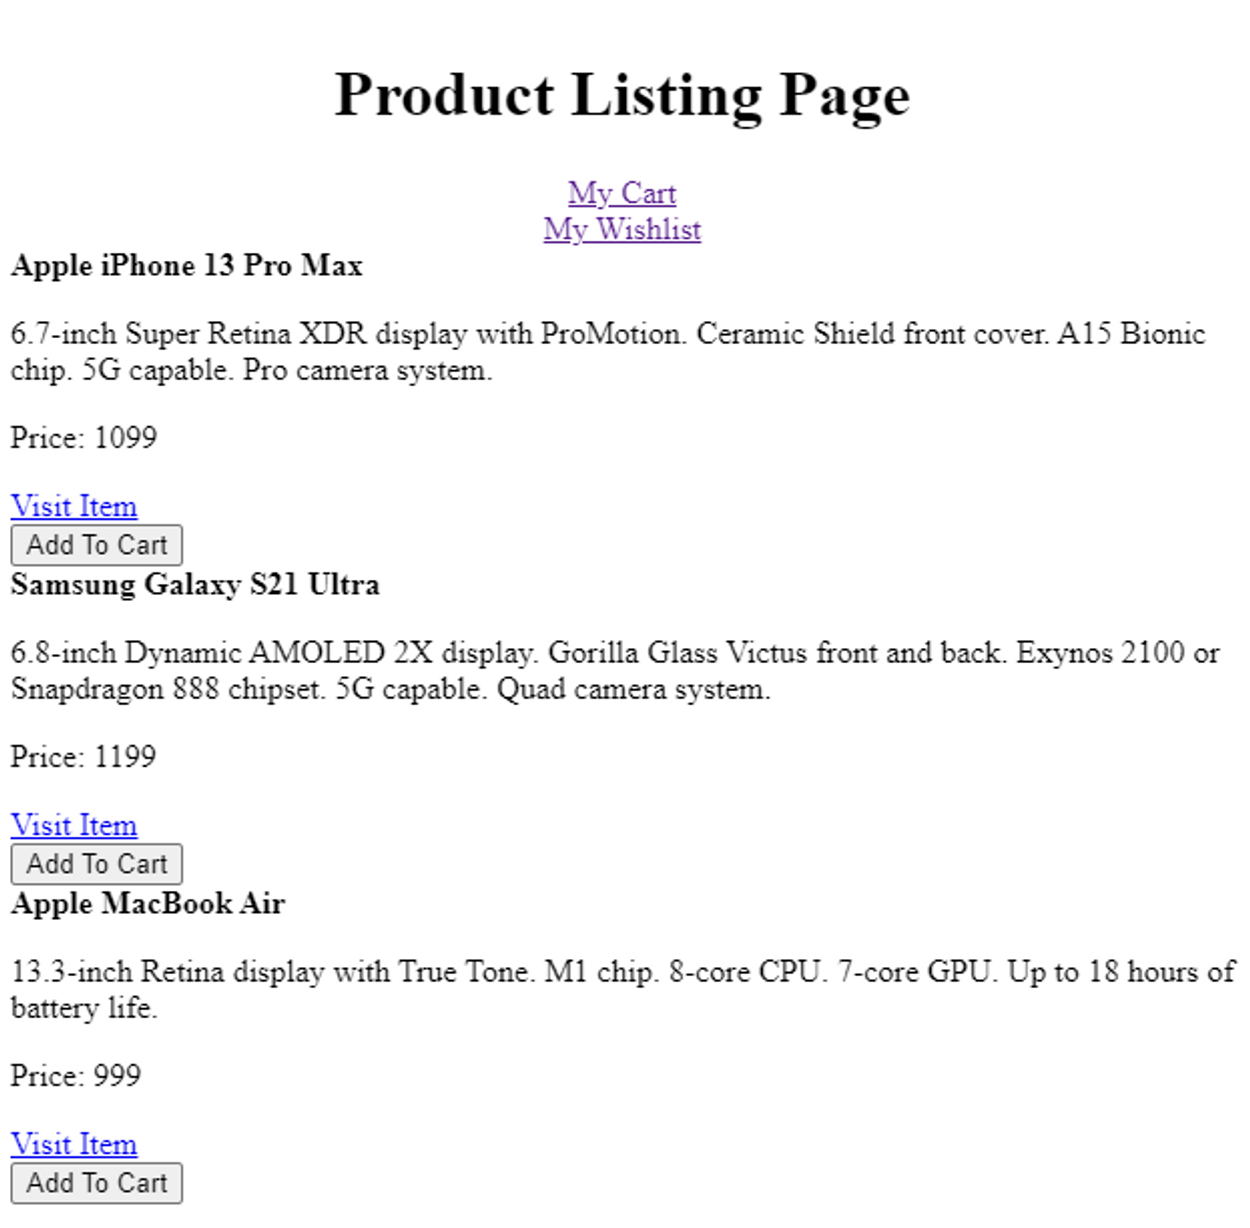 Product Listing Page
My Cart
My Wishlist
Apple iPhone 13 Pro Max
6.7-inch Super Retina XDR display with ProMotion. Ceramic Shield front cover. A15 Bionic
chip. 5G capable. Pro camera system.
Price: 1099
Visit Item
Add To Cart
Samsung Galaxy S21 Ultra
6.8-inch Dynamic AMOLED 2X display. Gorilla Glass Victus front and back. Exynos 2100 or
Snapdragon 888 chipset. 5G capable. Quad camera system.
Price: 1199
Visit Item
Add To Cart
Apple MacBook Air
13.3-inch Retina display with True Tone. M1 chip. 8-core CPU. 7-core GPU. Up to 18 hours of
battery life.
Price: 999
Visit Item
Add To Cart